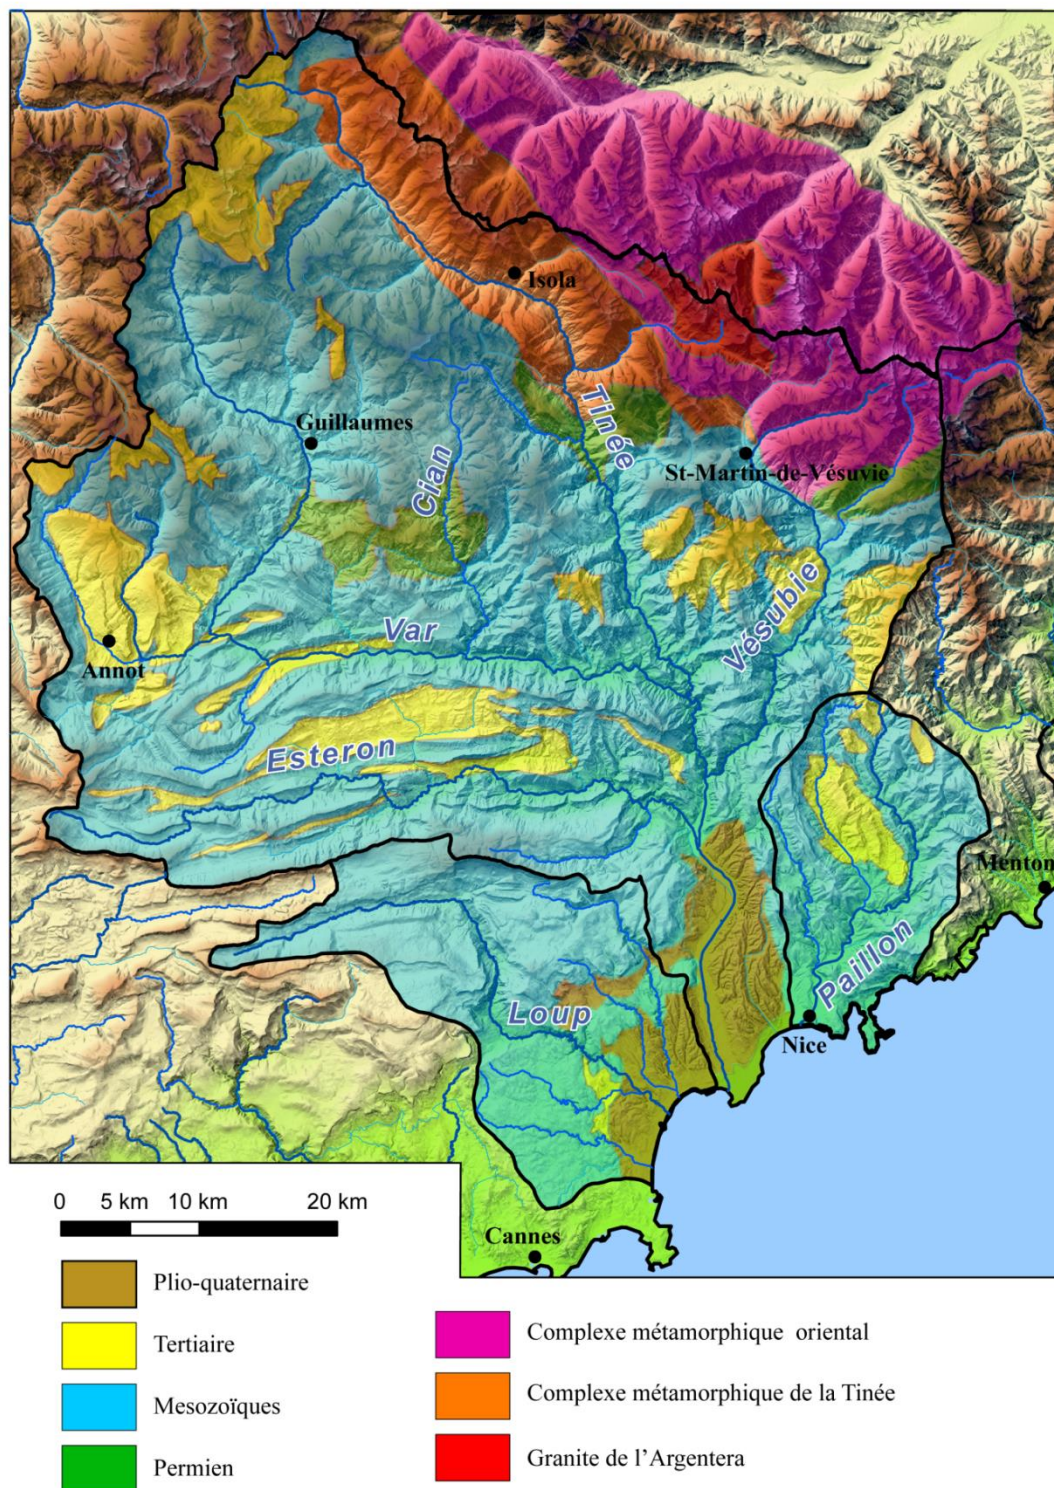 Isola
Guillaumes
Tinée
Cian
St-Martin-de-Vésuvie
Var
Vésubie
Annot
Esteron
Menton
Paillon
Loup
Nice
Cannes
0 5 km 10 km 20 km
Plio-quaternaire
Tertiaire
Mesozoïques
Permien
Complexe métamorphique oriental
Complexe métamorphique de la Tinée
Granite de l'Argentera